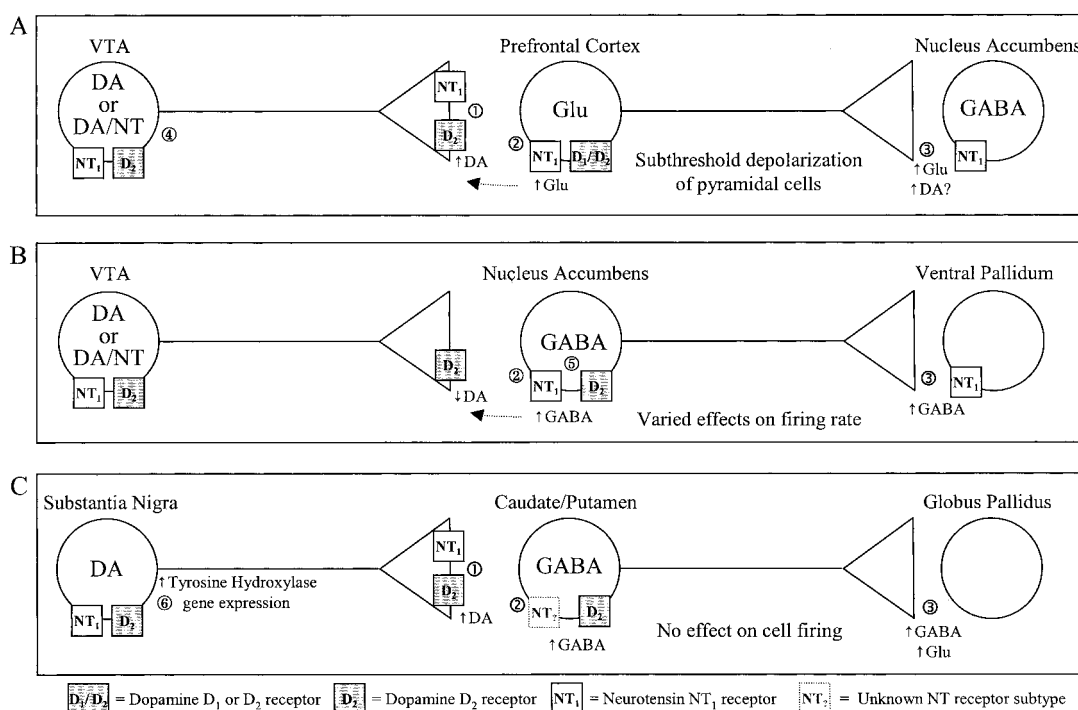 A
VTA
Prefrontal Cortex
Nucleus Accumbens
DA
or
DA/NT
④
NT₁
D₂
NT₁
①
D₂
↑DA
Glu
②
NT₁
D₁/D₂
↑Glu
Subthreshold depolarization
of pyramidal cells
③
↑Glu
↑DA?
GABA
NT₁
B
VTA
Nucleus Accumbens
Ventral Pallidum
DA
or
DA/NT
NT₁
D₂
D₂
↓DA
GABA
②
⑤
NT₁
D₂
↑GABA
Varied effects on firing rate
③
↑GABA
NT₁
C
Substantia Nigra
Caudate/Putamen
Globus Pallidus
DA
↑ Tyrosine Hydroxylase
⑥ gene expression
NT₁
D₂
NT₁
①
D₂
↑DA
GABA
②
NT?
D₂
↑GABA
No effect on cell firing
③
↑GABA
↑Glu
D₁/D₂ = Dopamine D₁ or D₂ receptor D₂ = Dopamine D₂ receptor NT₁ = Neurotensin NT₁ receptor NT? = Unknown NT receptor subtype